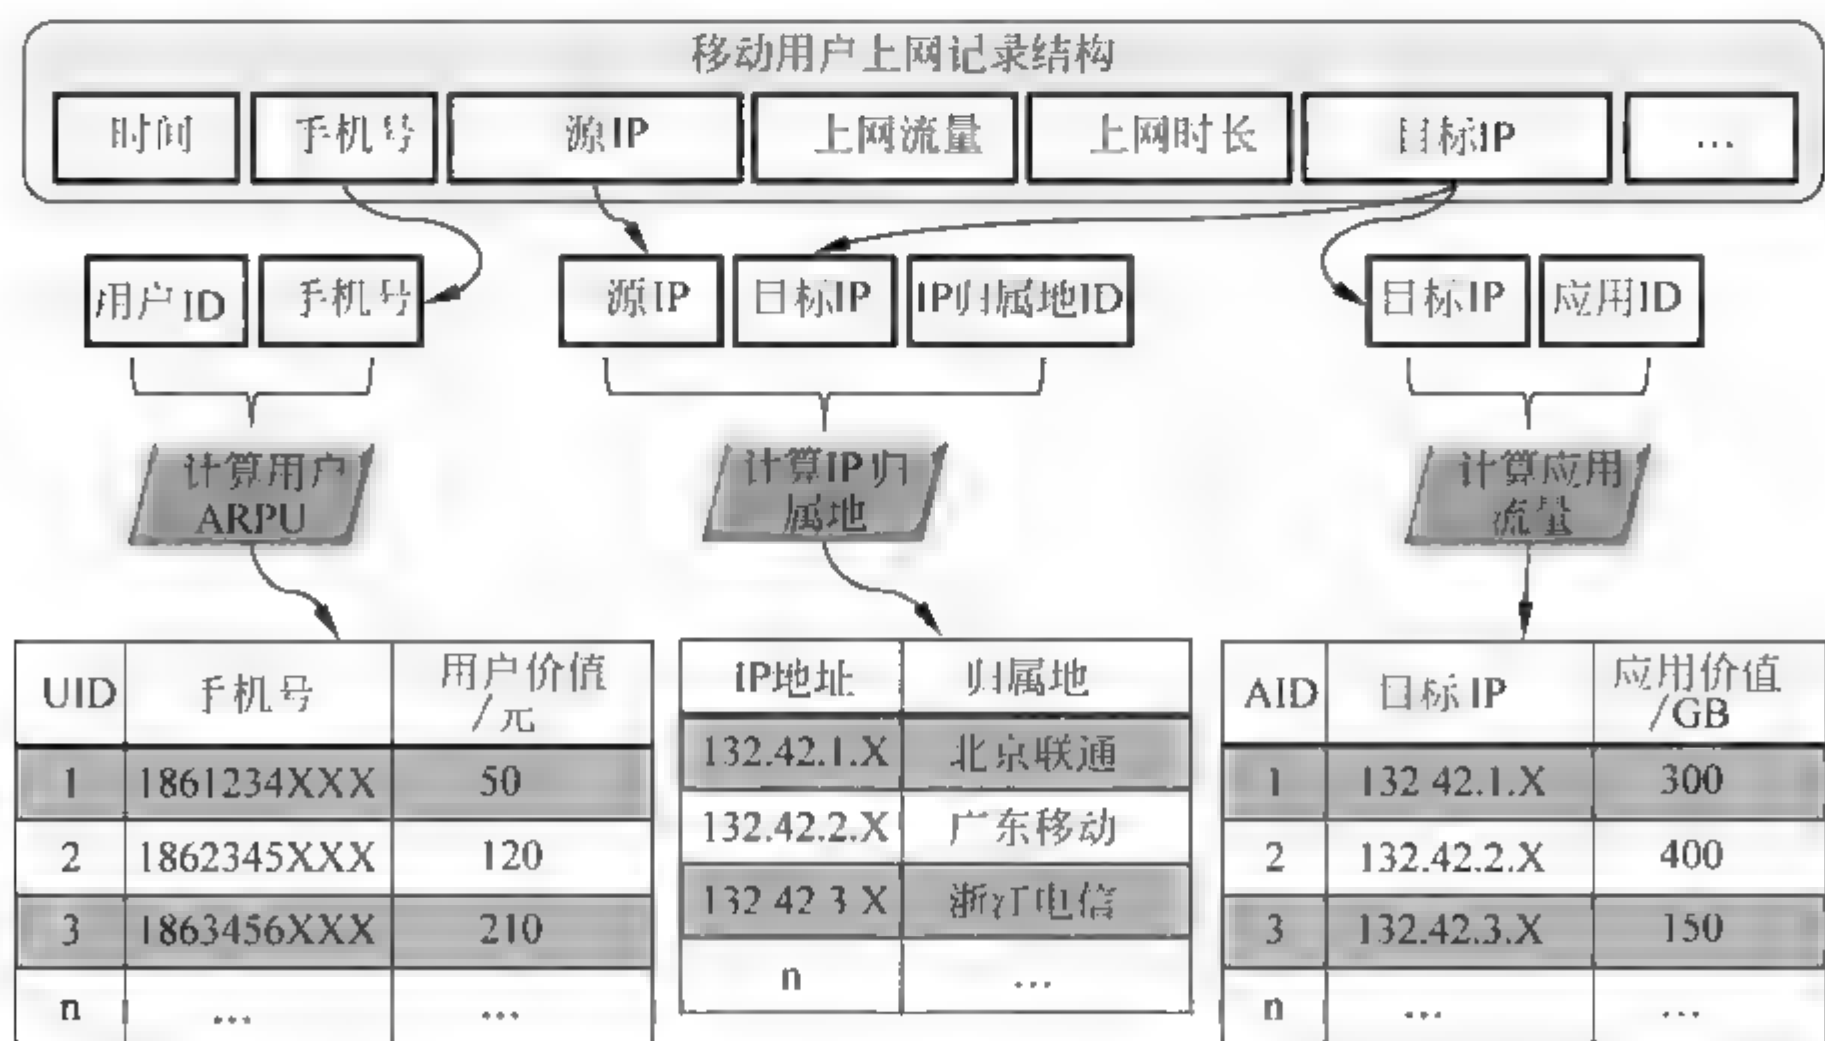 移动用户上网记录结构
时间 手机号 源IP 上网流量 上网时长 目标IP …
用户ID 手机号 源IP 目标IP IP归属地ID 目标IP 应用ID
计算用户
ARPU
计算IP归
属地
计算应用
流量
UID 手机号 用户价值
/元
1 1861234XXX 50
2 1862345XXX 120
3 1863456XXX 210
n … …
IP地址 归属地
132.42.1.X 北京联通
132.42.2.X 广东移动
132 42 3 X 浙江电信
n …
AID 目标IP 应用价值
/GB
1 132 42.1.X 300
2 132.42.2.X 400
3 132.42.3.X 150
n … …